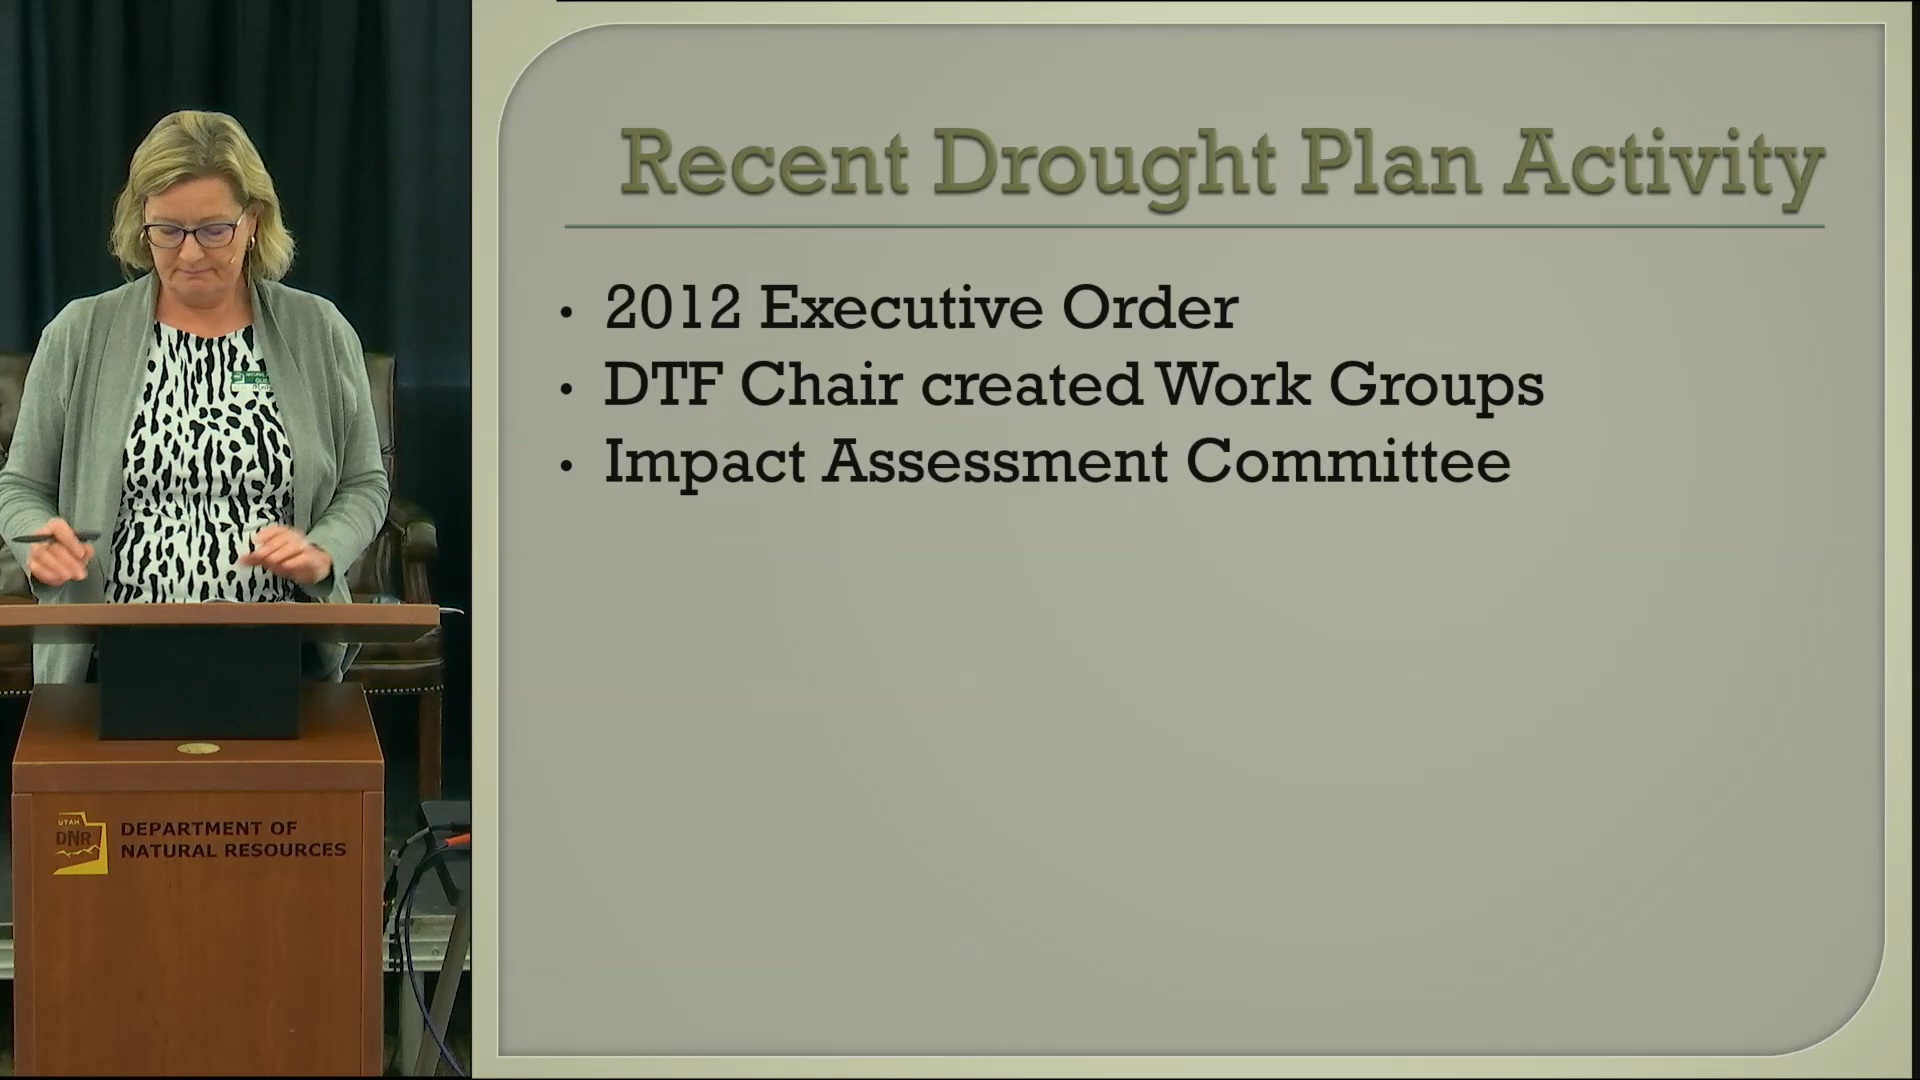 Recent Drought Plan Activity
• 2012 Executive Order
• DTF Chair created Work Groups
• Impact Assessment Committee
UTAH
DNR
DEPARTMENT OF
NATURAL RESOURCES